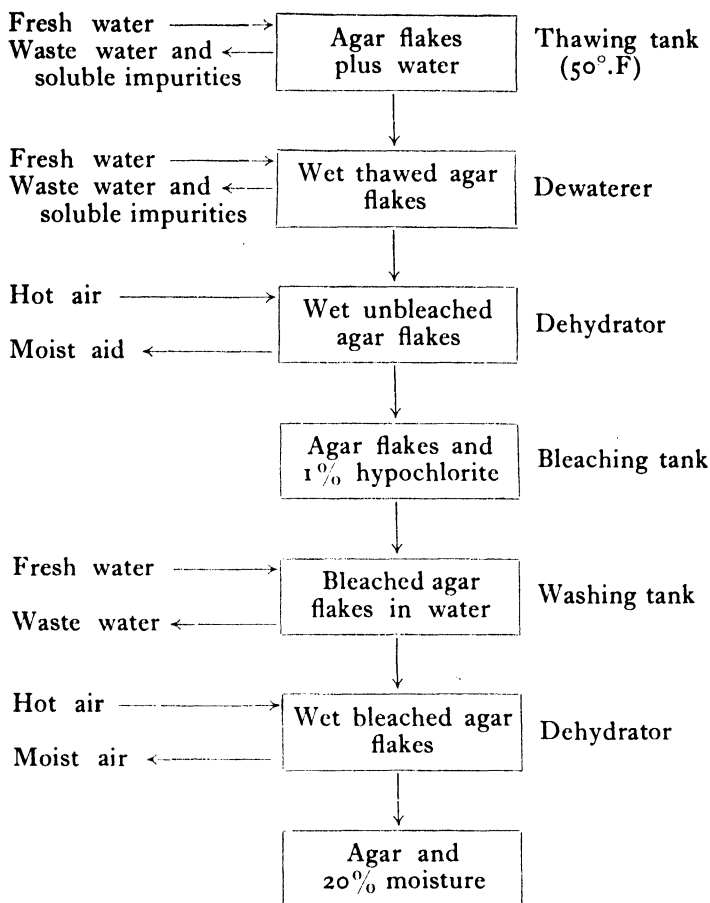 Fresh water
Waste water and
soluble impurities
Agar flakes
plus water
Thawing tank
(50°.F)
Fresh water
Waste water and
soluble impurities
Wet thawed agar
flakes
Dewaterer
Hot air
Moist aid
Wet unbleached
agar flakes
Dehydrator
Agar flakes and
1% hypochlorite
Bleaching tank
Fresh water
Waste water
Bleached agar
flakes in water
Washing tank
Hot air
Moist air
Wet bleached agar
flakes
Dehydrator
Agar and
20% moisture